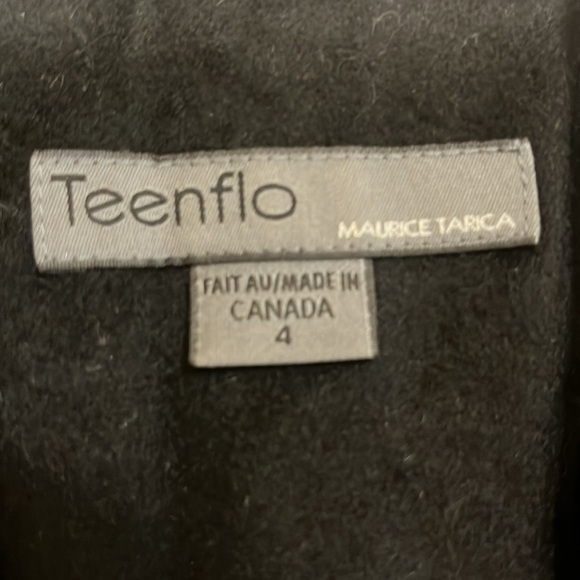 Teenflo
MAURICE TARICA
FAIT AU/MADE IN
CANADA
4